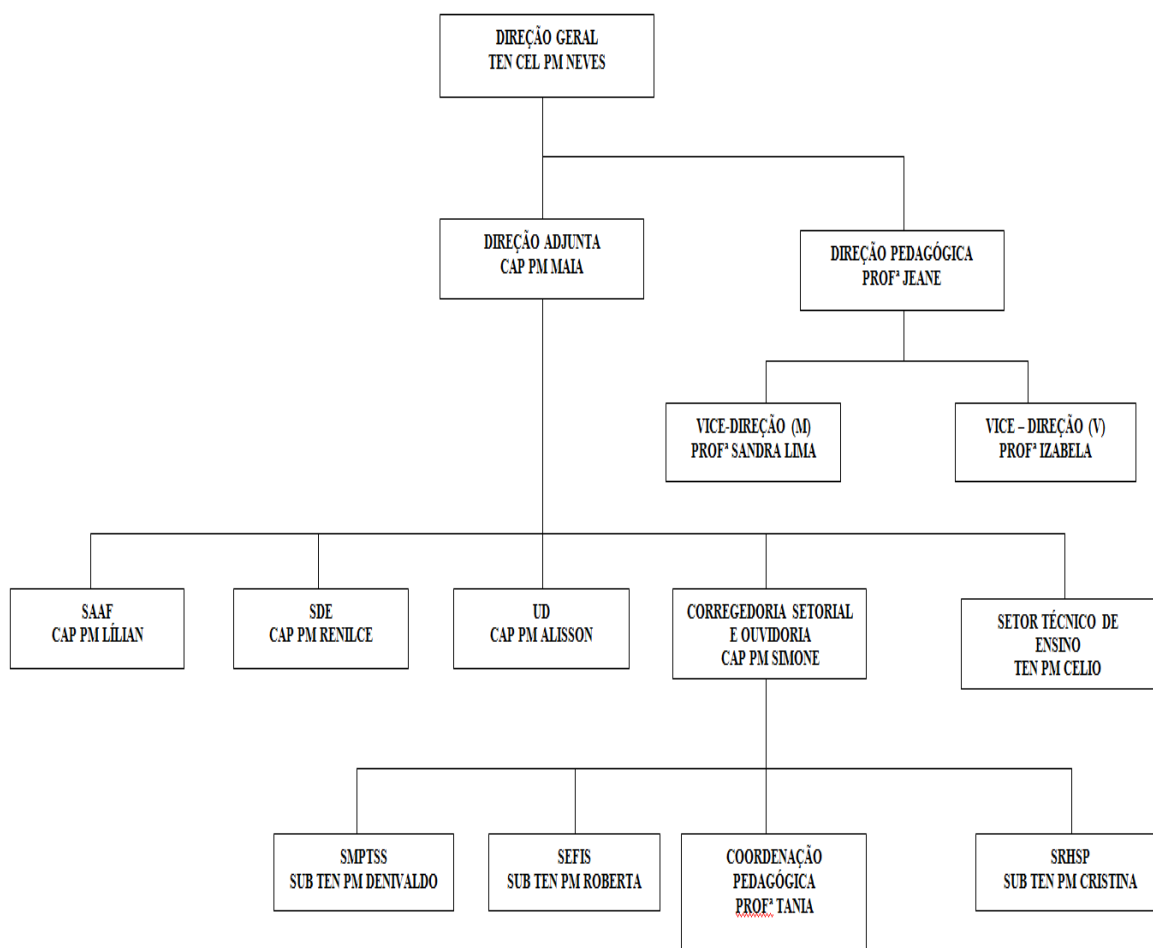 DIREÇÃO GERAL
TEN CEL PM NEVES
DIREÇÃO ADJUNTA
CAP PM MAIA
DIREÇÃO PEDAGÓGICA
PROFª JEANE
VICE-DIREÇÃO (M)
PROFª SANDRA LIMA
VICE – DIREÇÃO (V)
PROFª IZABELA
SAAF
CAP PM LÍLIAN
SDE
CAP PM RENILCE
UD
CAP PM ALISSON
CORREGEDORIA SETORIAL
E OUVIDORIA
CAP PM SIMONE
SETOR TÉCNICO DE
ENSINO
TEN PM CELIO
SMPTSS
SUB TEN PM DENIVALDO
SEFIS
SUB TEN PM ROBERTA
COORDENAÇÃO
PEDAGÓGICA
PROFª TANIA
SRHSP
SUB TEN PM CRISTINA